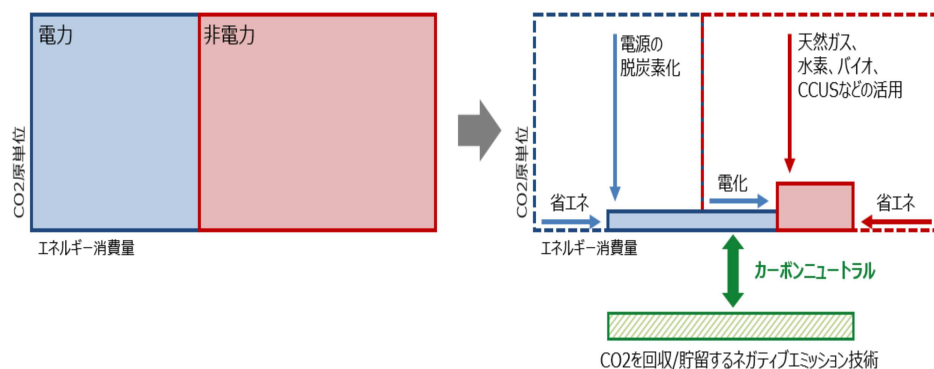 電力
非電力
CO2原単位
エネルギー消費量
電源の
脱炭素化
天然ガス、
水素、バイオ、
CCUSなどの活用
CO2原単位
省エネ
電化
省エネ
エネルギー消費量
カーボンニュートラル
CO2を回収/貯留するネガティブエミッション技術